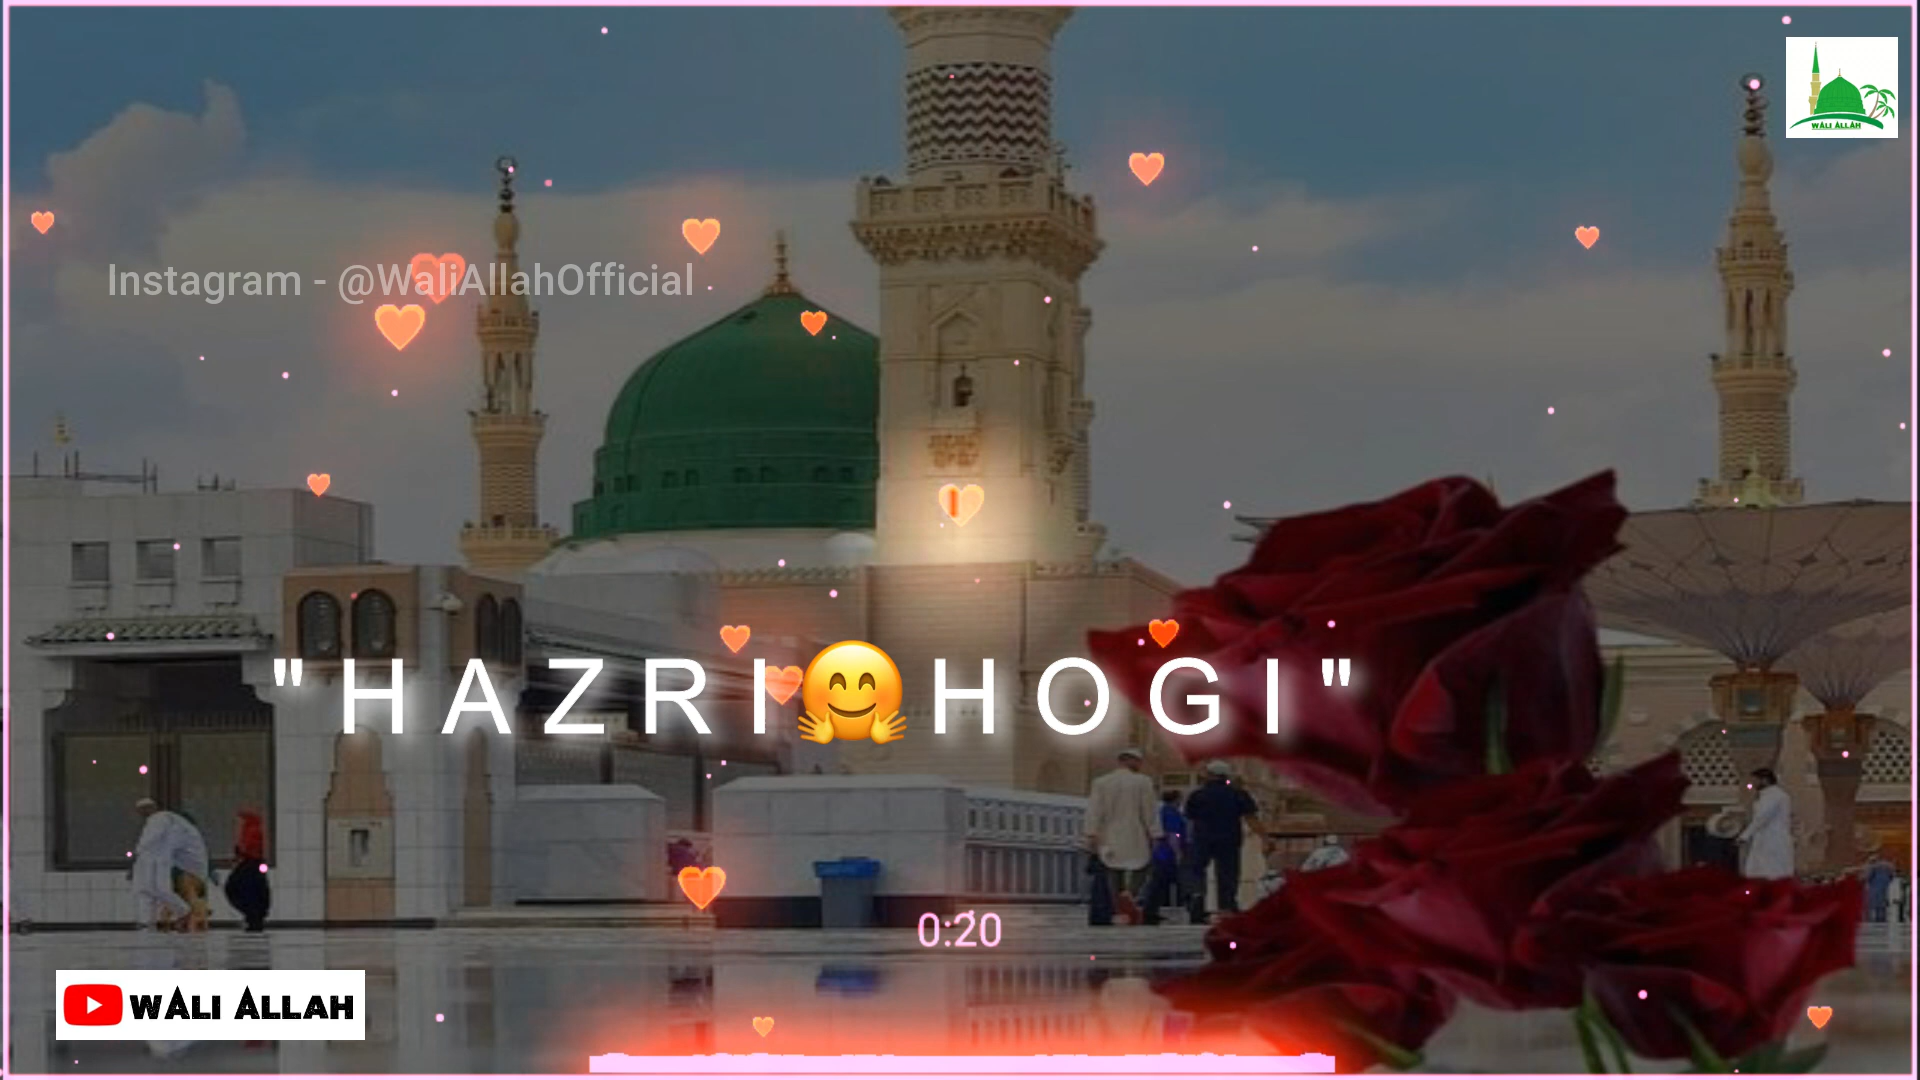 WALI ALLAH
Instagram - @WaliAllahOfficial
"HAZRI🤗HOGI"
0:20
WALI ALLAH